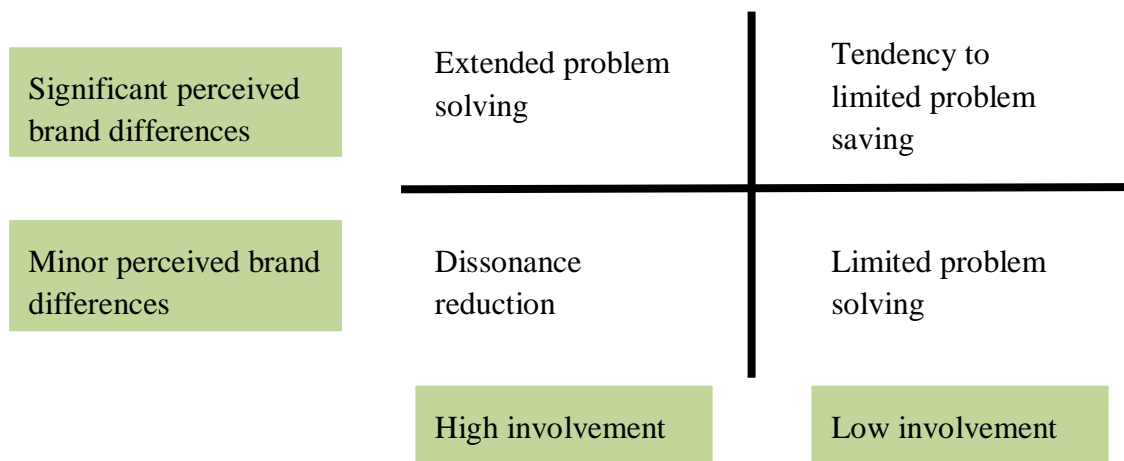 Significant perceived
brand differences
Extended problem
solving
Tendency to
limited problem
saving
Minor perceived brand
differences
Dissonance
reduction
Limited problem
solving
High involvement
Low involvement